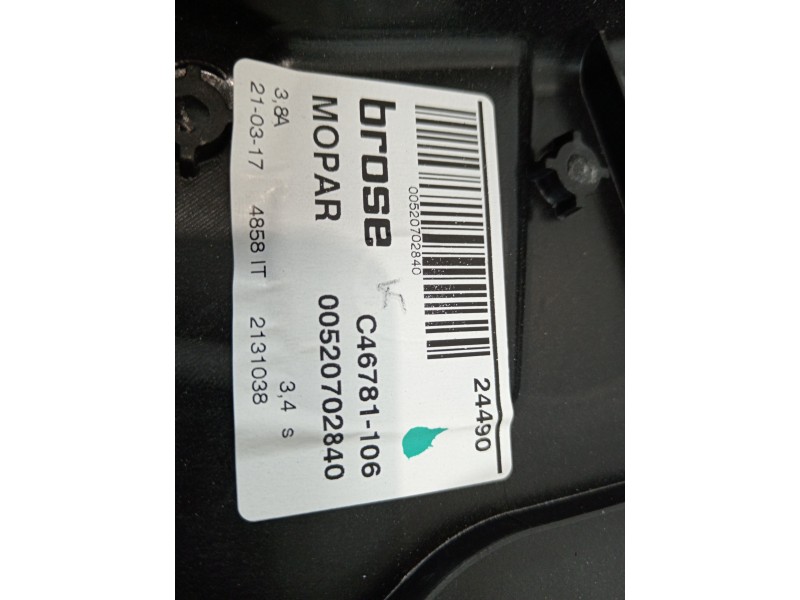 24490
00520702840
brose C46781-106
MOPAR 00520702840
3,8A 3,4 s
21-03-17 4858 IT 2131038